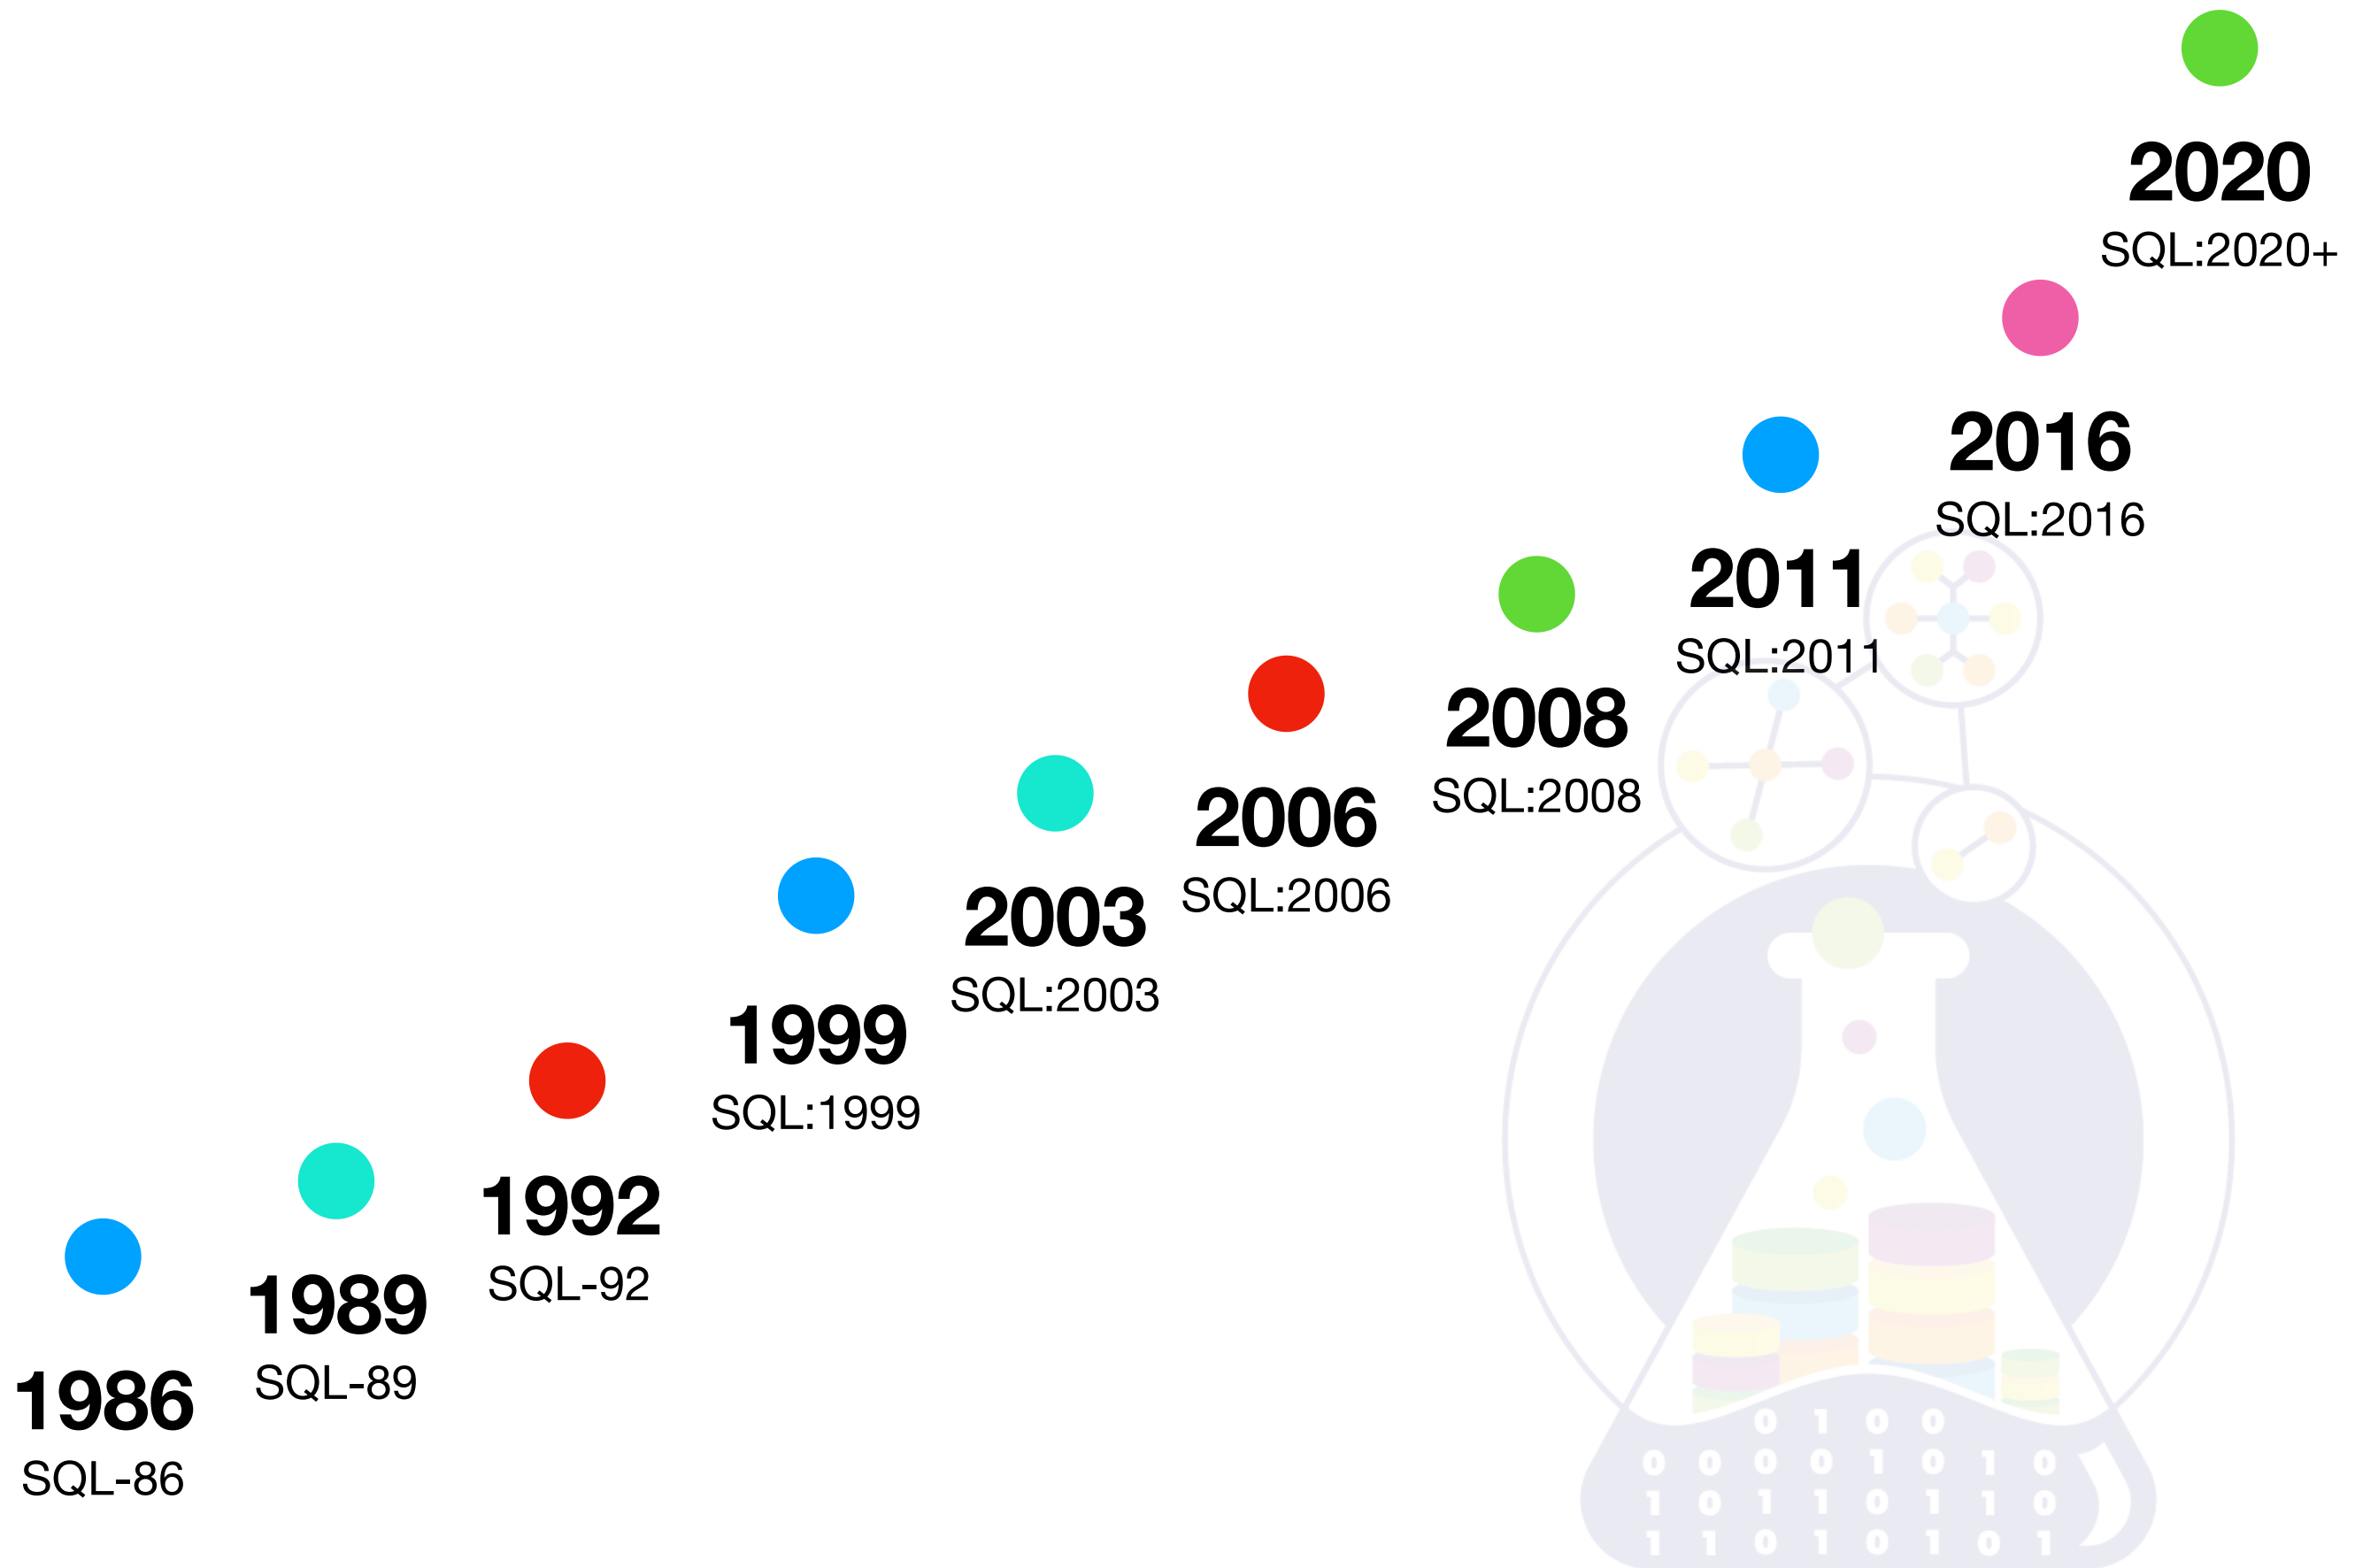 1986
SQL-86
1989
SQL-89
1992
SQL-92
1999
SQL:1999
2003
SQL:2003
2006
SQL:2006
2008
SQL:2008
2011
SQL:2011
2016
SQL:2016
2020
SQL:2020+
0 1 0 0
0 0 0 0 1 0 1 0
1 0 1 1 0 1 1 0
1 1 0 1 0 1 0 1